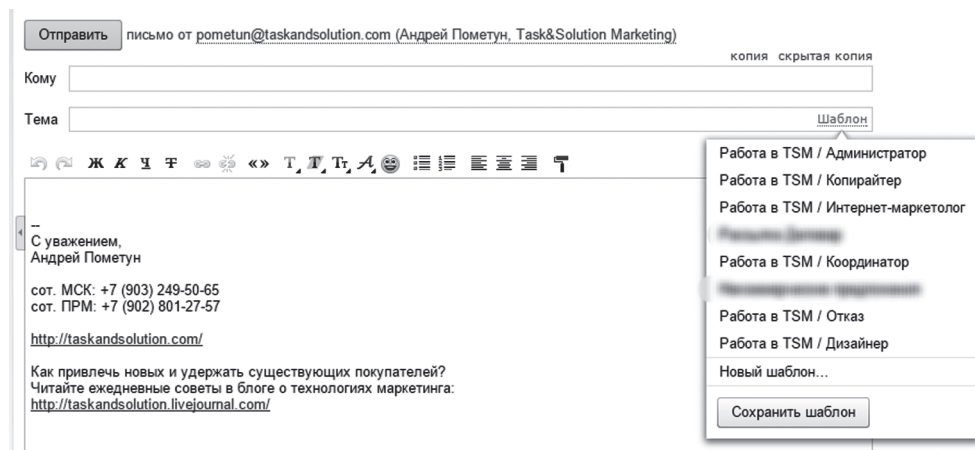 Отправить письмо от pometun@taskandsolution.com (Андрей Пометун, Task&Solution Marketing)
копия скрытая копия
Кому
Тема Шаблон
Ж К Ч Т «» T T Тт A
--
С уважением,
Андрей Пометун
сот. МСК: +7 (903) 249-50-65
сот. ПРМ: +7 (902) 801-27-57
http://taskandsolution.com/
Как привлечь новых и удержать существующих покупателей?
Читайте ежедневные советы в блоге о технологиях маркетинга:
http://taskandsolution.livejournal.com/
Работа в TSM / Администратор
Работа в TSM / Копирайтер
Работа в TSM / Интернет-маркетолог
Работа в TSM / Координатор
Работа в TSM / Отказ
Работа в TSM / Дизайнер
Новый шаблон...
Сохранить шаблон